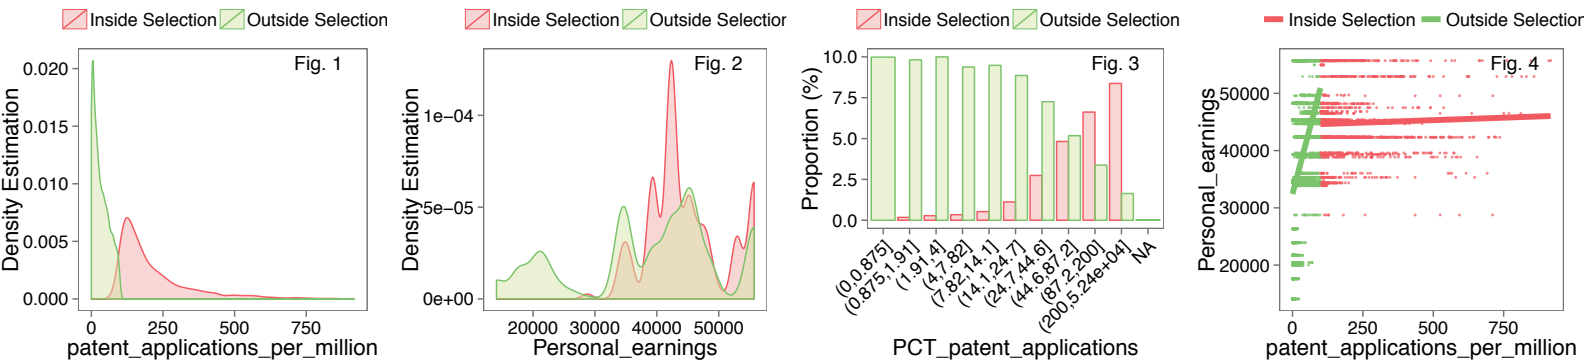 Inside Selection Outside Selection
Fig. 1
Density Estimation
0.020
0.015
0.010
0.005
0.000
0 250 500 750
patent_applications_per_million
Inside Selection Outside Selection
Fig. 2
Density Estimation
1e−04
5e−05
0e+00
20000 30000 40000 50000
Personal_earnings
Inside Selection Outside Selection
Fig. 3
Proportion (%)
10.0
7.5
5.0
2.5
0.0
(0,0.875]
(0.875,1.91]
(1.91,4]
(4,7.82]
(7.82,14.1]
(14.1,24.7]
(24.7,44.6]
(44.6,87.2]
(87.2,200]
(200,5.24e+04]
NA
PCT_patent_applications
Inside Selection Outside Selection
Fig. 4
Personal_earnings
50000
40000
30000
20000
0 250 500 750
patent_applications_per_million